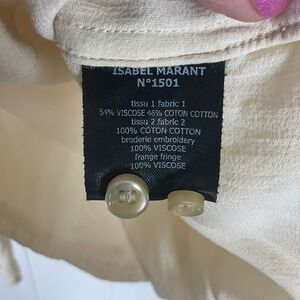 ISABEL MARANT
N°1501
tissu 1 fabric 1
54% VISCOSE 46% COTON COTTON
tissu 2 fabric 2
100% COTON COTTON
broderie embroidery
100% VISCOSE
frange fringe
100% VISCOSE